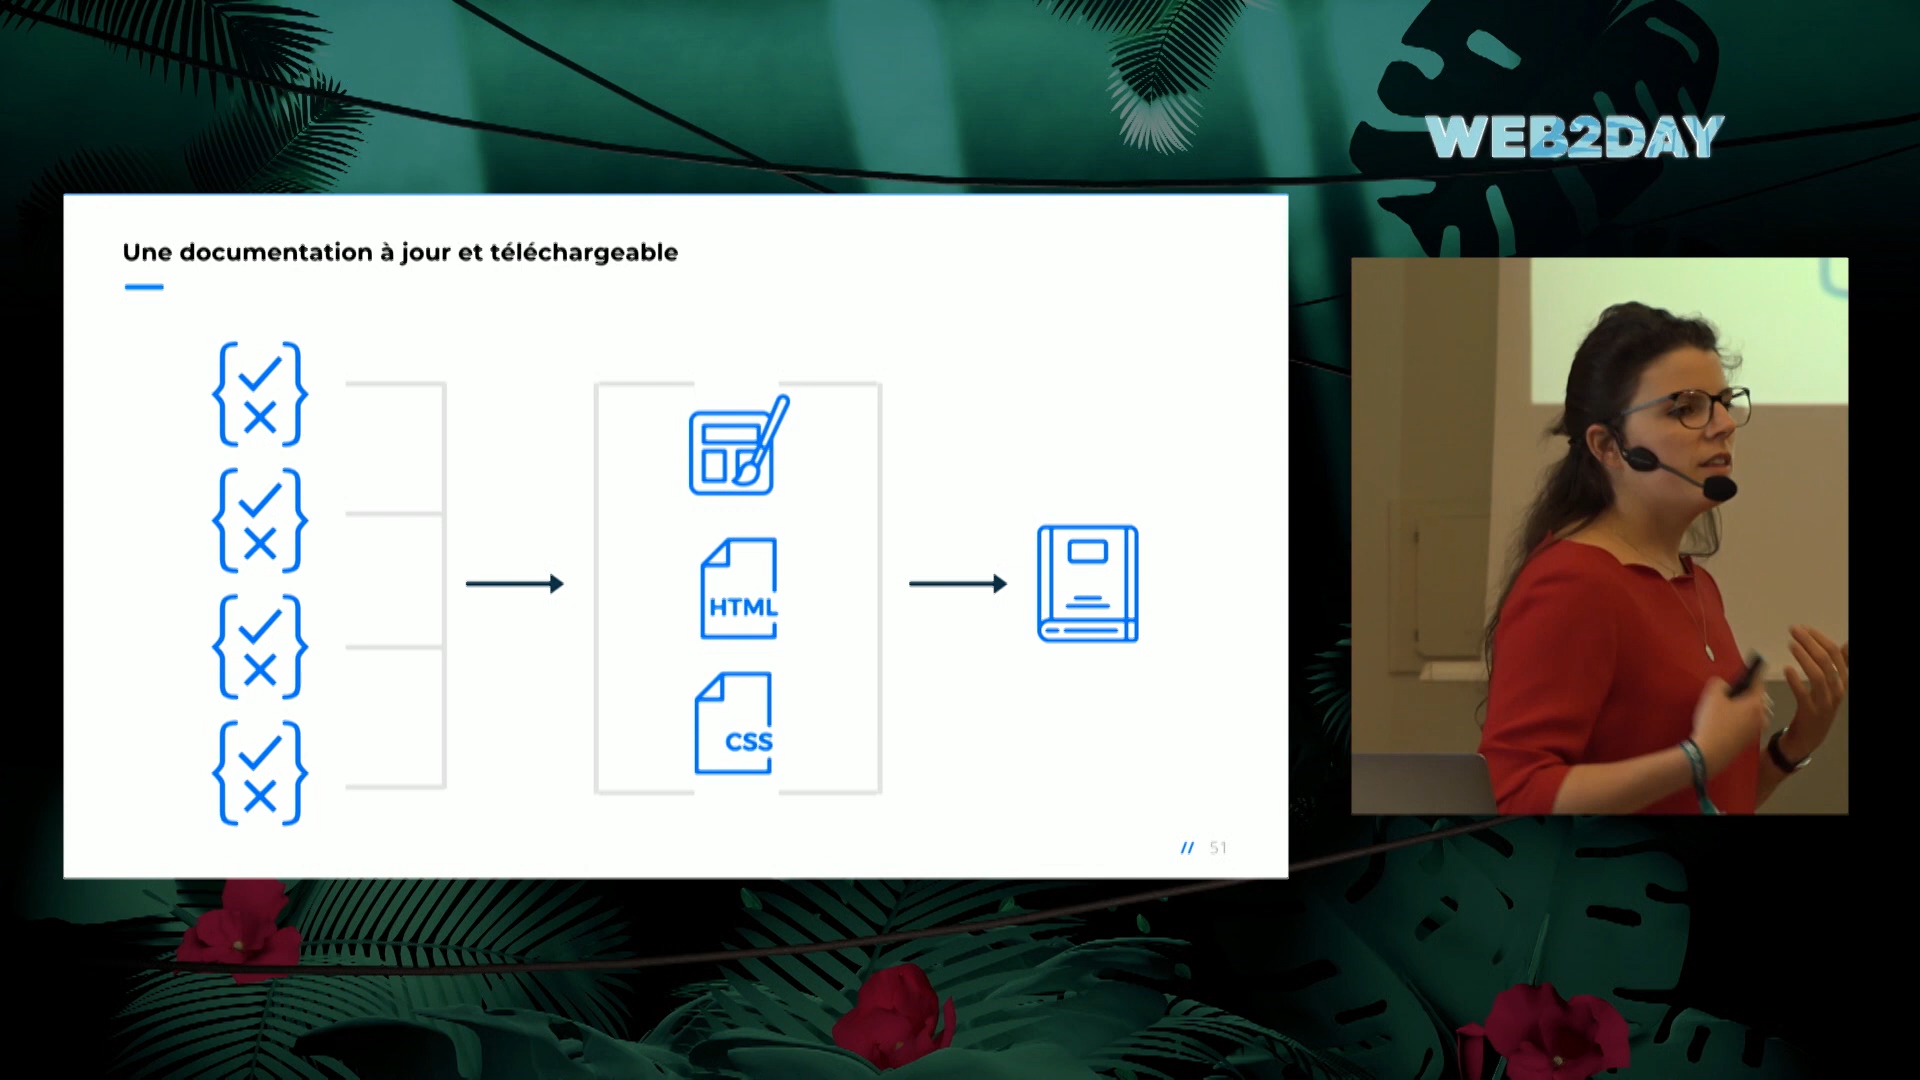 WEB2DAY
Une documentation à jour et téléchargeable
HTML
CSS
// 51